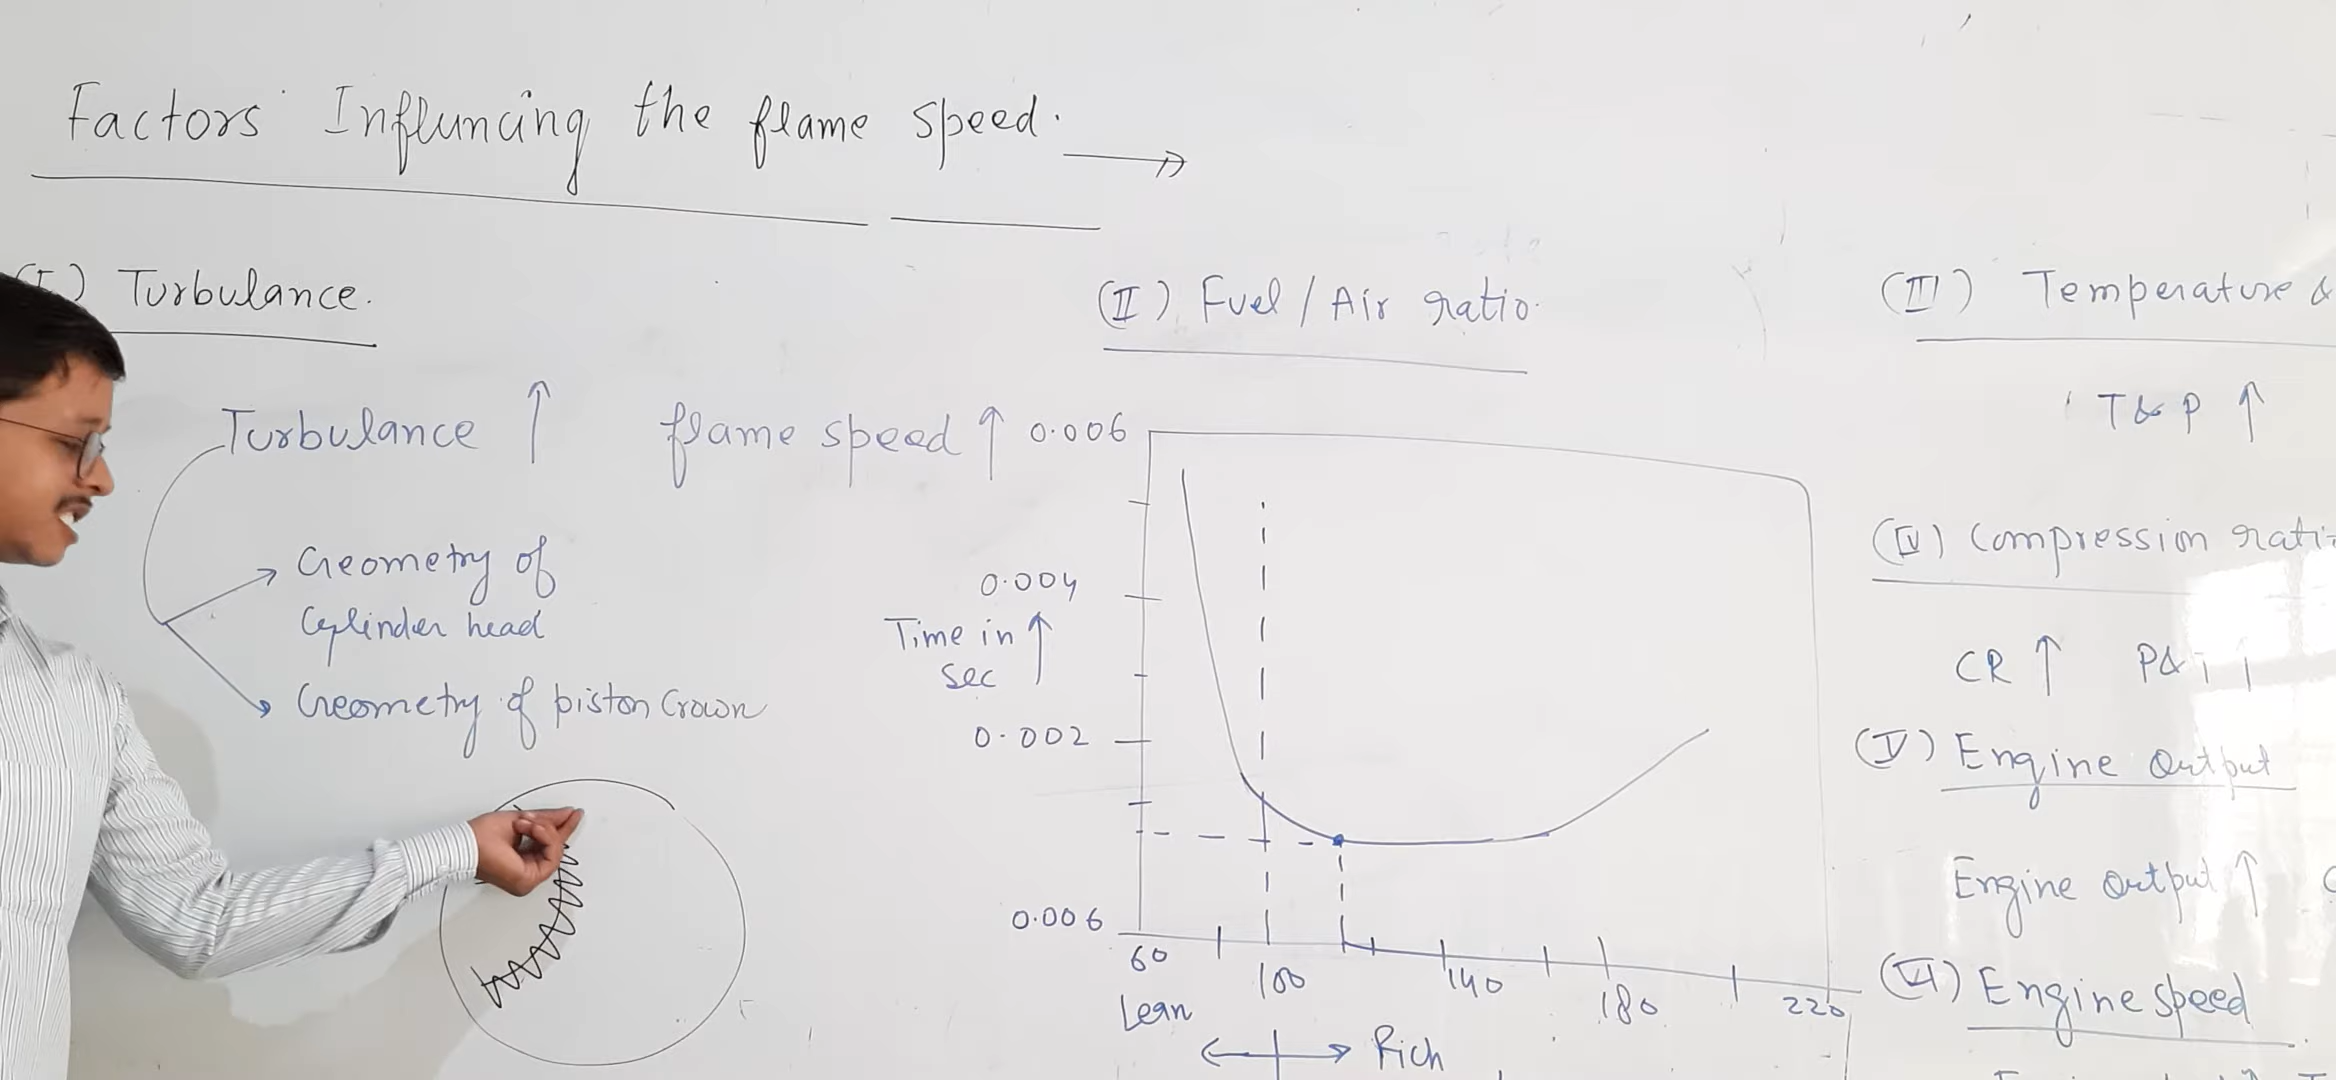 Factors Influncing the flame speed.
(I) Turbulance.
Turbulance ↑ flame speed ↑
→ Geometry of
Cylinder head
→ Geometry of piston Crown
(II) Fuel / Air ratio.
0.006
0.004
Time in ↑
sec
0.002
0.006
60 100 140 180 220
Lean ← → Rich
(III) Temperature &
T & P ↑
(IV) Compression
CR ↑ P&
(V) Engine Output
Engine Output ↑
(VI) Engine speed